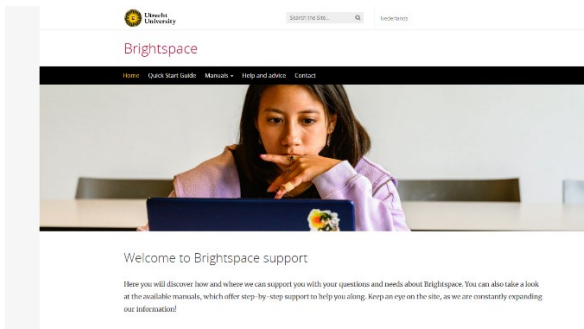 Utrecht
University
Search the Site...
Nederlands
Brightspace
Home Quick Start Guide Manuals Help and advice Contact
Welcome to Brightspace support
Here you will discover how and where we can support you with your questions and needs about Brightspace. You can also take a look
at the available manuals, which offer step-by-step support to help you along. Keep an eye on the site, as we are constantly expanding
our information!